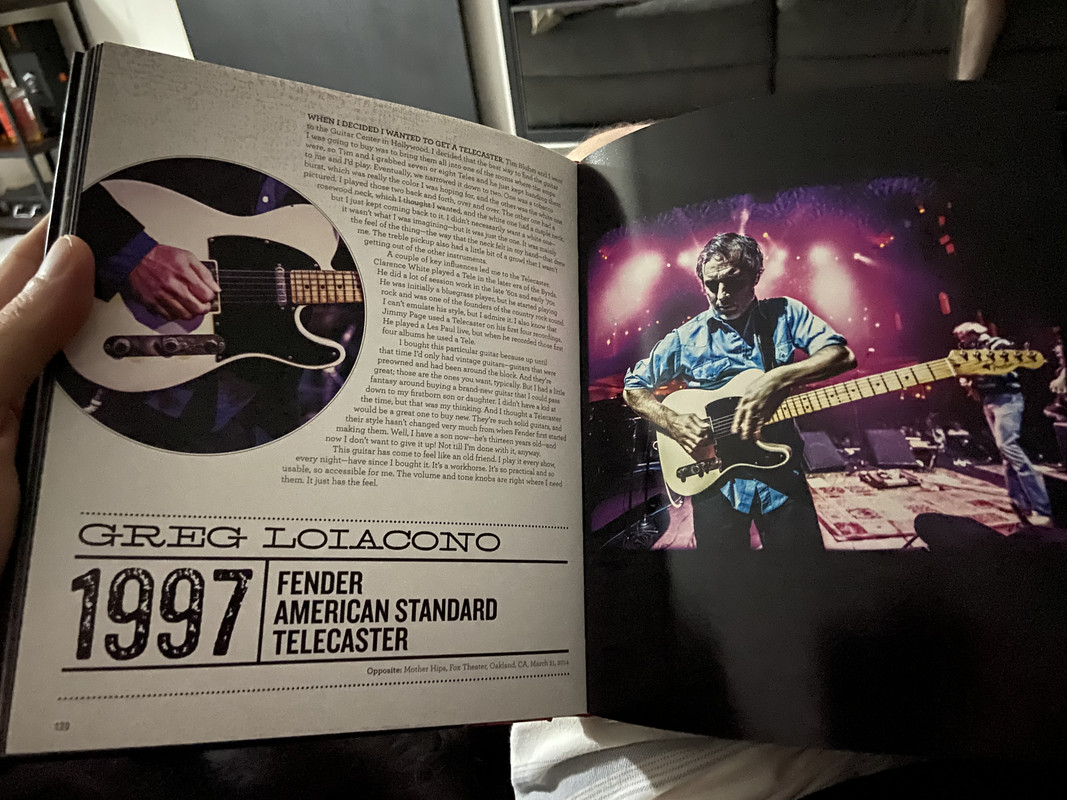 WHEN I DECIDED I WANTED TO GET A TELECASTER, Tim Bluhm and I went
to the Guitar Center in Hollywood. I decided that the best way to find the guitar
I was going to buy was to bring them all into one of the rooms where the amps
were, so Tim and I grabbed seven or eight Teles and he just kept handing them
to me and I'd play. Eventually, we narrowed it down to two. One was a tobacco
burst, which was really the color I was hoping for, and the other was the white one
pictured. I played those two back and forth, over and over. The other one had a
rosewood neck, which I thought I wanted, and the white one had a maple neck,
but I just kept coming back to it. I didn't necessarily want a white one—
it wasn't what I was imagining—but it was just the one. It was mainly
the feel of the thing—the way that the neck felt in my hand—that drew
me. The treble pickup also had a little bit of a growl that I wasn't
getting out of the other instruments.
A couple of key influences led me to the Telecaster.
Clarence White played a Tele in the later era of the Byrds.
He did a lot of session work in the late '60s and early '70s.
He was initially a bluegrass player, but he started playing
rock and was one of the founders of the country rock sound.
I can't emulate his style, but I admire it. I also know that
Jimmy Page used a Telecaster on his first four recordings.
He played a Les Paul live, but when he recorded those first
four albums he used a Tele.
I bought this particular guitar because up until
that time I'd only had vintage guitars—guitars that were
preowned and had been around the block. And they're
great; those are the ones you want, typically. But I had a little
fantasy around buying a brand-new guitar that I could pass
down to my firstborn son or daughter. I didn't have a kid at
the time, but that was my thinking. And I thought a Telecaster
would be a great one to buy new. They're such solid guitars, and
their style hasn't changed very much from when Fender first started
making them. Well, I have a son now—he's thirteen years old—and
now I don't want to give it up! Not till I'm done with it, anyway.
This guitar has come to feel like an old friend. I play it every show,
every night—have since I bought it. It's a workhorse. It's so practical and so
usable, so accessible for me. The volume and tone knobs are right where I need
them. It just has the feel.
GREG LOIACONO
1997
FENDER
AMERICAN STANDARD
TELECASTER
Opposite: Mother Hips, Fox Theater, Oakland, CA, March 21, 2014